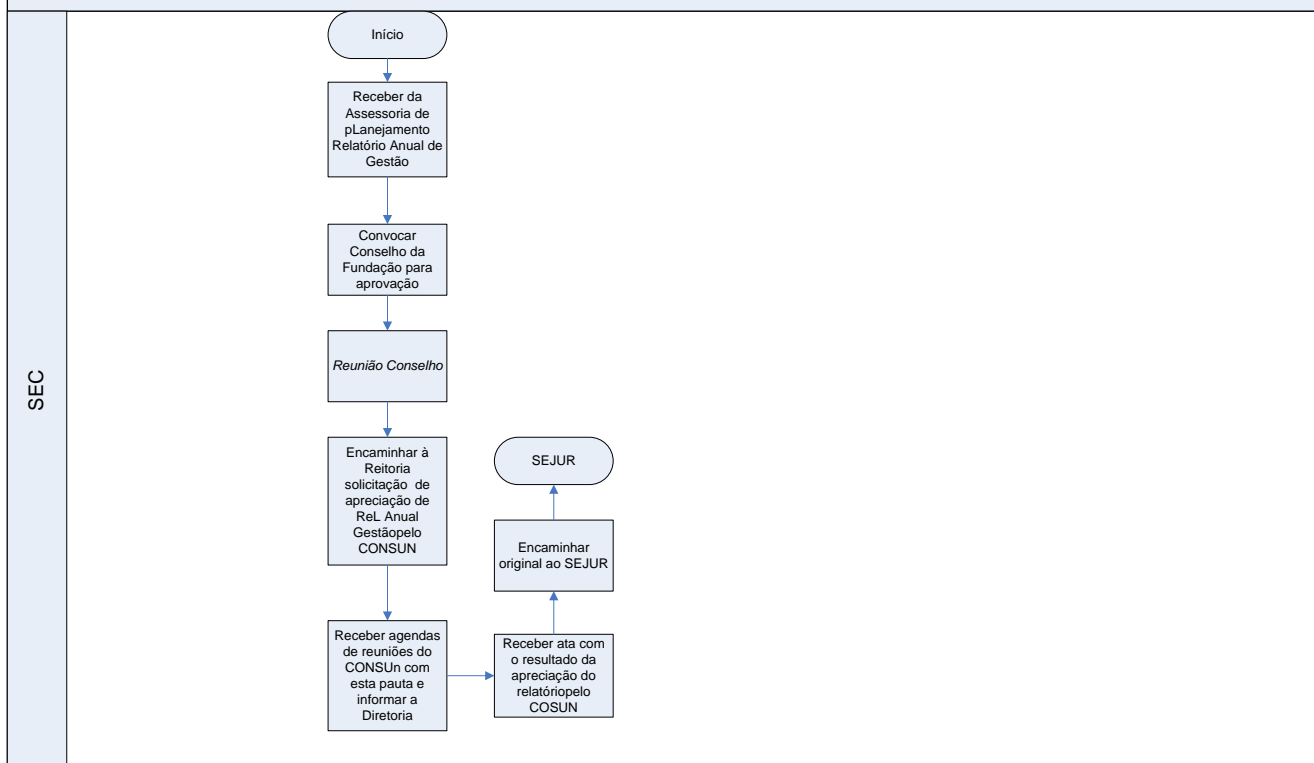 Início
Receber da
Assessoria de
pLanejamento
Relatório Anual de
Gestão
Convocar
Conselho da
Fundação para
aprovação
Reunião Conselho
Encaminhar à
Reitoria
solicitação de
apreciação de
ReL Anual
Gestãopelo
CONSUN
Receber agendas
de reuniões do
CONSUn com
esta pauta e
informar a
Diretoria
Receber ata com
o resultado da
apreciação do
relatóriopelo
COSUN
Encaminhar
original ao SEJUR
SEJUR
SEC